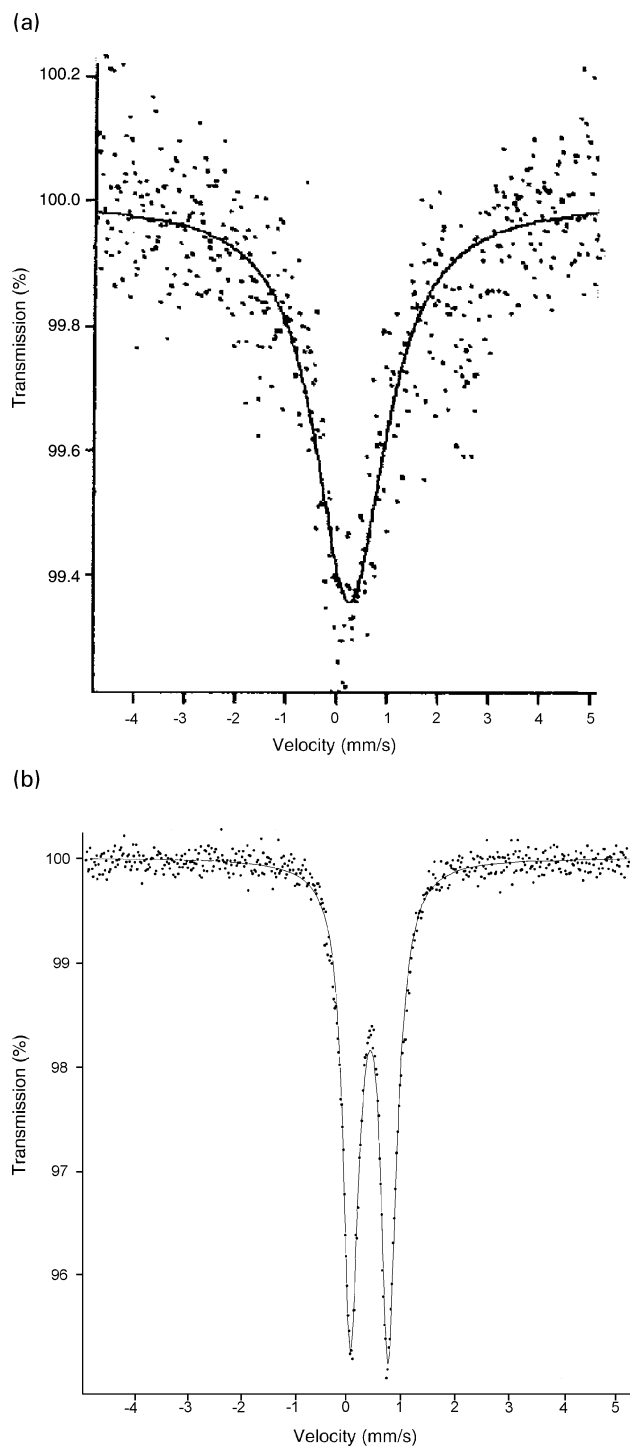 (a)
100.2
100.0
99.8
99.6
99.4
Transmission (%)
-4 -3 -2 -1 0 1 2 3 4 5
Velocity (mm/s)
(b)
100
99
98
97
96
Transmission (%)
-4 -3 -2 -1 0 1 2 3 4 5
Velocity (mm/s)